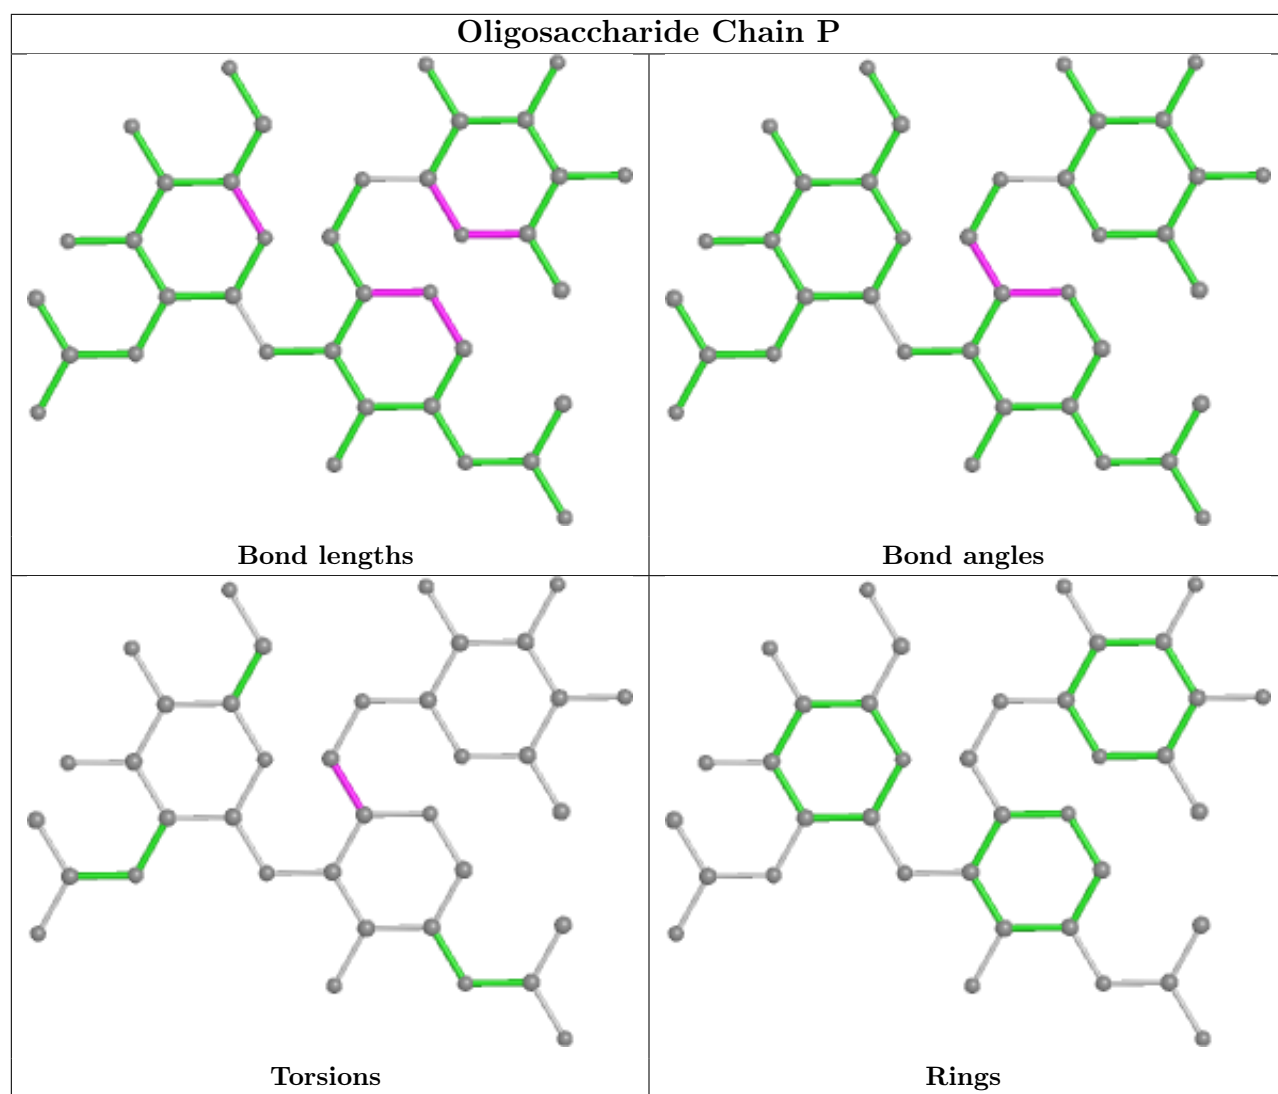 Oligosaccharide Chain P
Bond lengths
Bond angles
Torsions
Rings